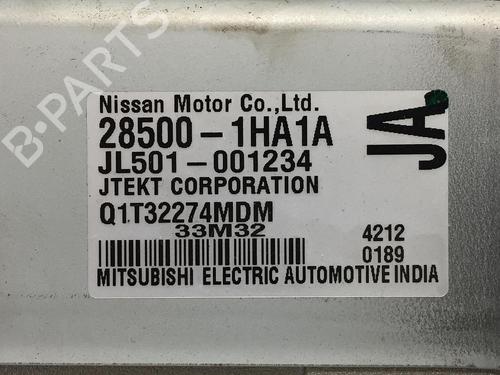 B-PARTS
Nissan Motor Co.,Ltd.
28500-1HA1A
JL501-001234
JTEKT CORPORATION
Q1T32274MDM
33M32
4212
0189
MITSUBISHI ELECTRIC AUTOMOTIVE INDIA
JA